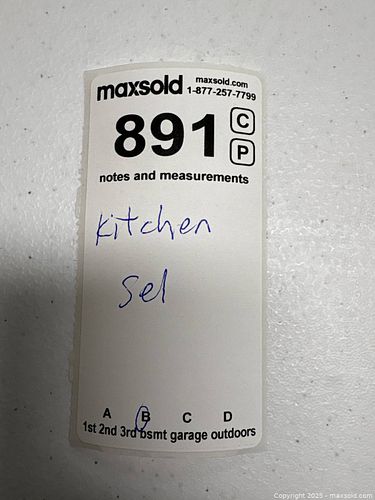 maxsold
maxsold.com
1-877-257-7799
891
C
P
notes and measurements
kitchen
sel
A B C D
1st 2nd 3rd bsmt garage outdoors
Copyright 2025 - maxsold.com